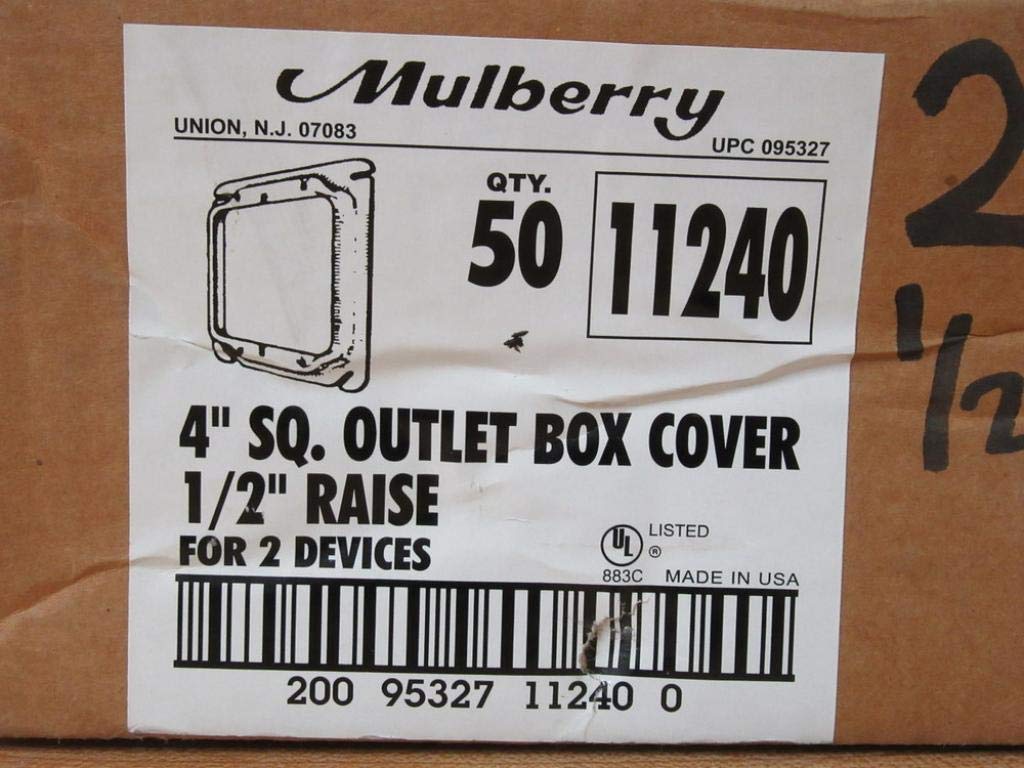 Mulberry
UNION, N.J. 07083
UPC 095327
QTY.
50
11240
4" SQ. OUTLET BOX COVER
1/2" RAISE
FOR 2 DEVICES
UL LISTED
®
883C MADE IN USA
200 95327 11240 0
2
1/2